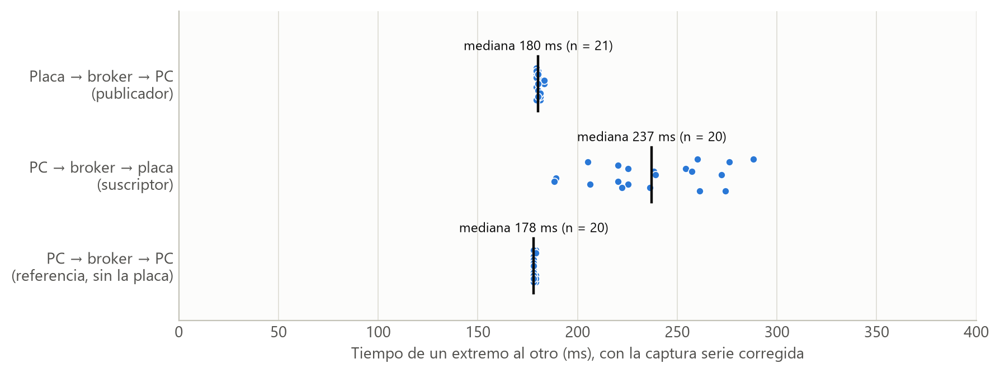 mediana 180 ms (n = 21)
Placa → broker → PC
(publicador)
mediana 237 ms (n = 20)
PC → broker → placa
(suscriptor)
mediana 178 ms (n = 20)
PC → broker → PC
(referencia, sin la placa)
0 50 100 150 200 250 300 350 400
Tiempo de un extremo al otro (ms), con la captura serie corregida